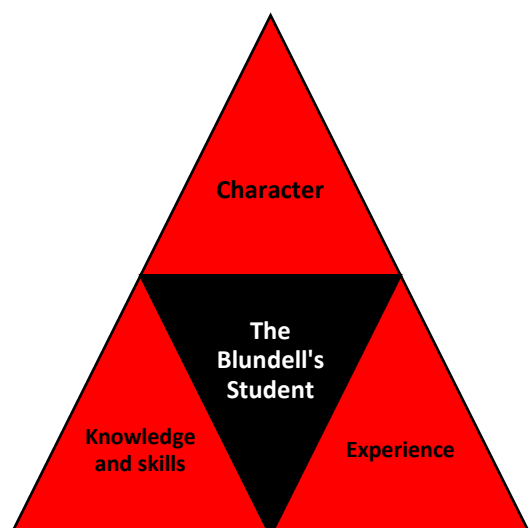 Character
The
Blundell's
Student
Knowledge
and skills
Experience